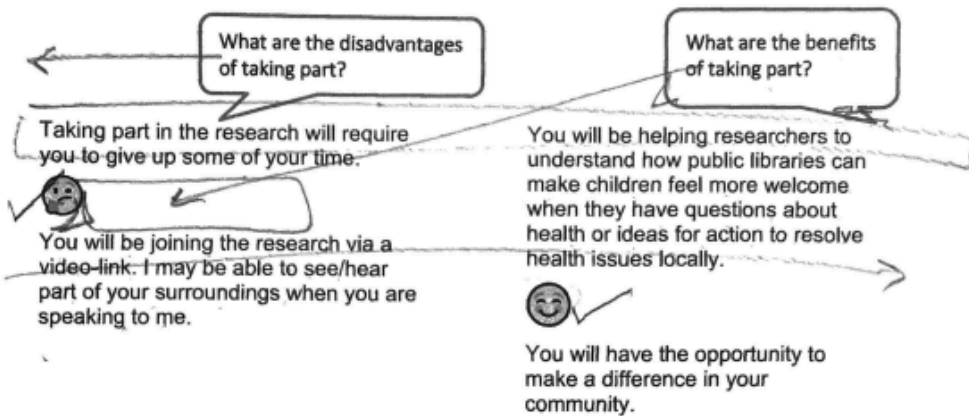 What are the disadvantages
of taking part?
Taking part in the research will require
you to give up some of your time.
You will be joining the research via a
video-link. I may be able to see/hear
part of your surroundings when you are
speaking to me.
What are the benefits
of taking part?
You will be helping researchers to
understand how public libraries can
make children feel more welcome
when they have questions about
health or ideas for action to resolve
health issues locally.
You will have the opportunity to
make a difference in your
community.